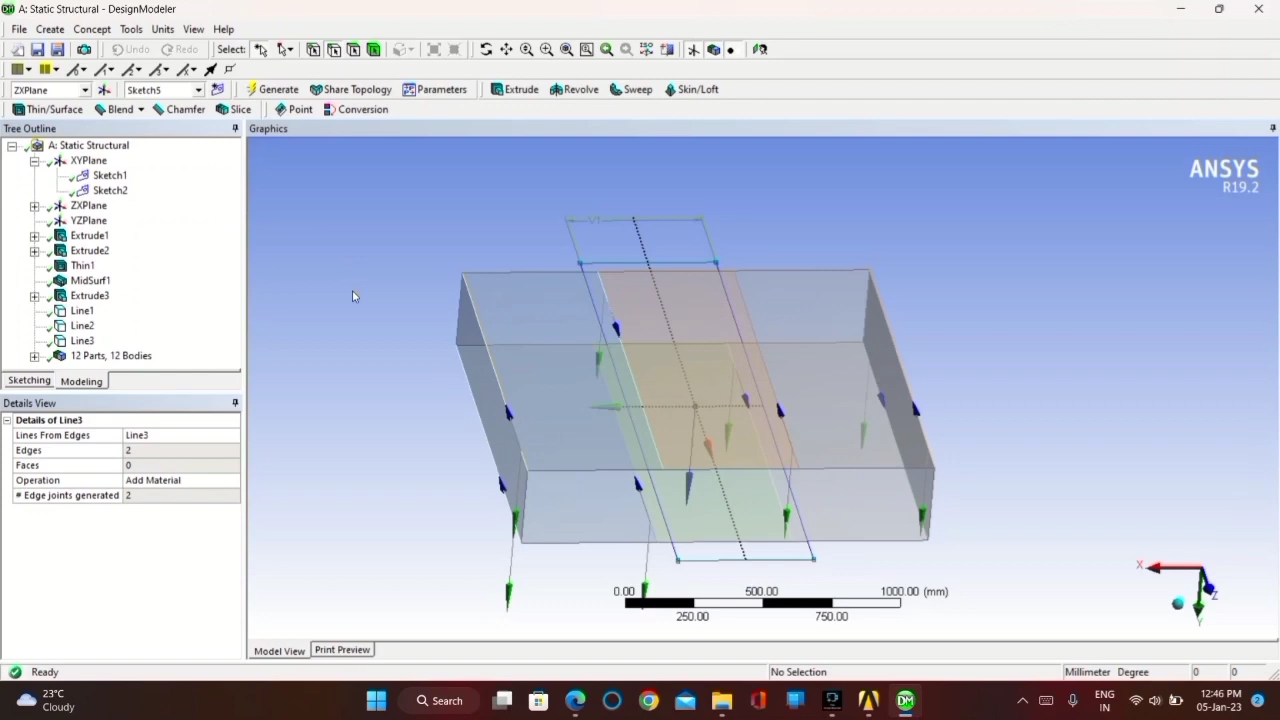 A: Static Structural - DesignModeler
File Create Concept Tools Units View Help
Undo Redo Select:
ZXPlane Sketch5 Generate Share Topology Parameters Extrude Revolve Sweep Skin/Loft
Thin/Surface Blend Chamfer Slice Point Conversion
Tree Outline
A: Static Structural
XYPlane
Sketch1
Sketch2
ZXPlane
YZPlane
Extrude1
Extrude2
Thin1
MidSurf1
Extrude3
Line1
Line2
Line3
12 Parts, 12 Bodies
Sketching Modeling
Details View
Details of Line3
Lines From Edges Line3
Edges 2
Faces 0
Operation Add Material
# Edge joints generated 2
Graphics
ANSYS
R19.2
0.00 500.00 1000.00 (mm)
250.00 750.00
X
Y
Z
Model View Print Preview
Ready No Selection Millimeter Degree 0 0
23°C
Cloudy
Search
DM
ENG
IN
12:46 PM
05-Jan-23
2